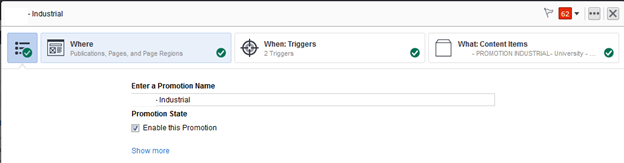 - Industrial
62
Where
Publications, Pages, and Page Regions
When: Triggers
2 Triggers
What: Content Items
- PROMOTION INDUSTRIAL- University - ...
Enter a Promotion Name
- Industrial
Promotion State
Enable this Promotion
Show more